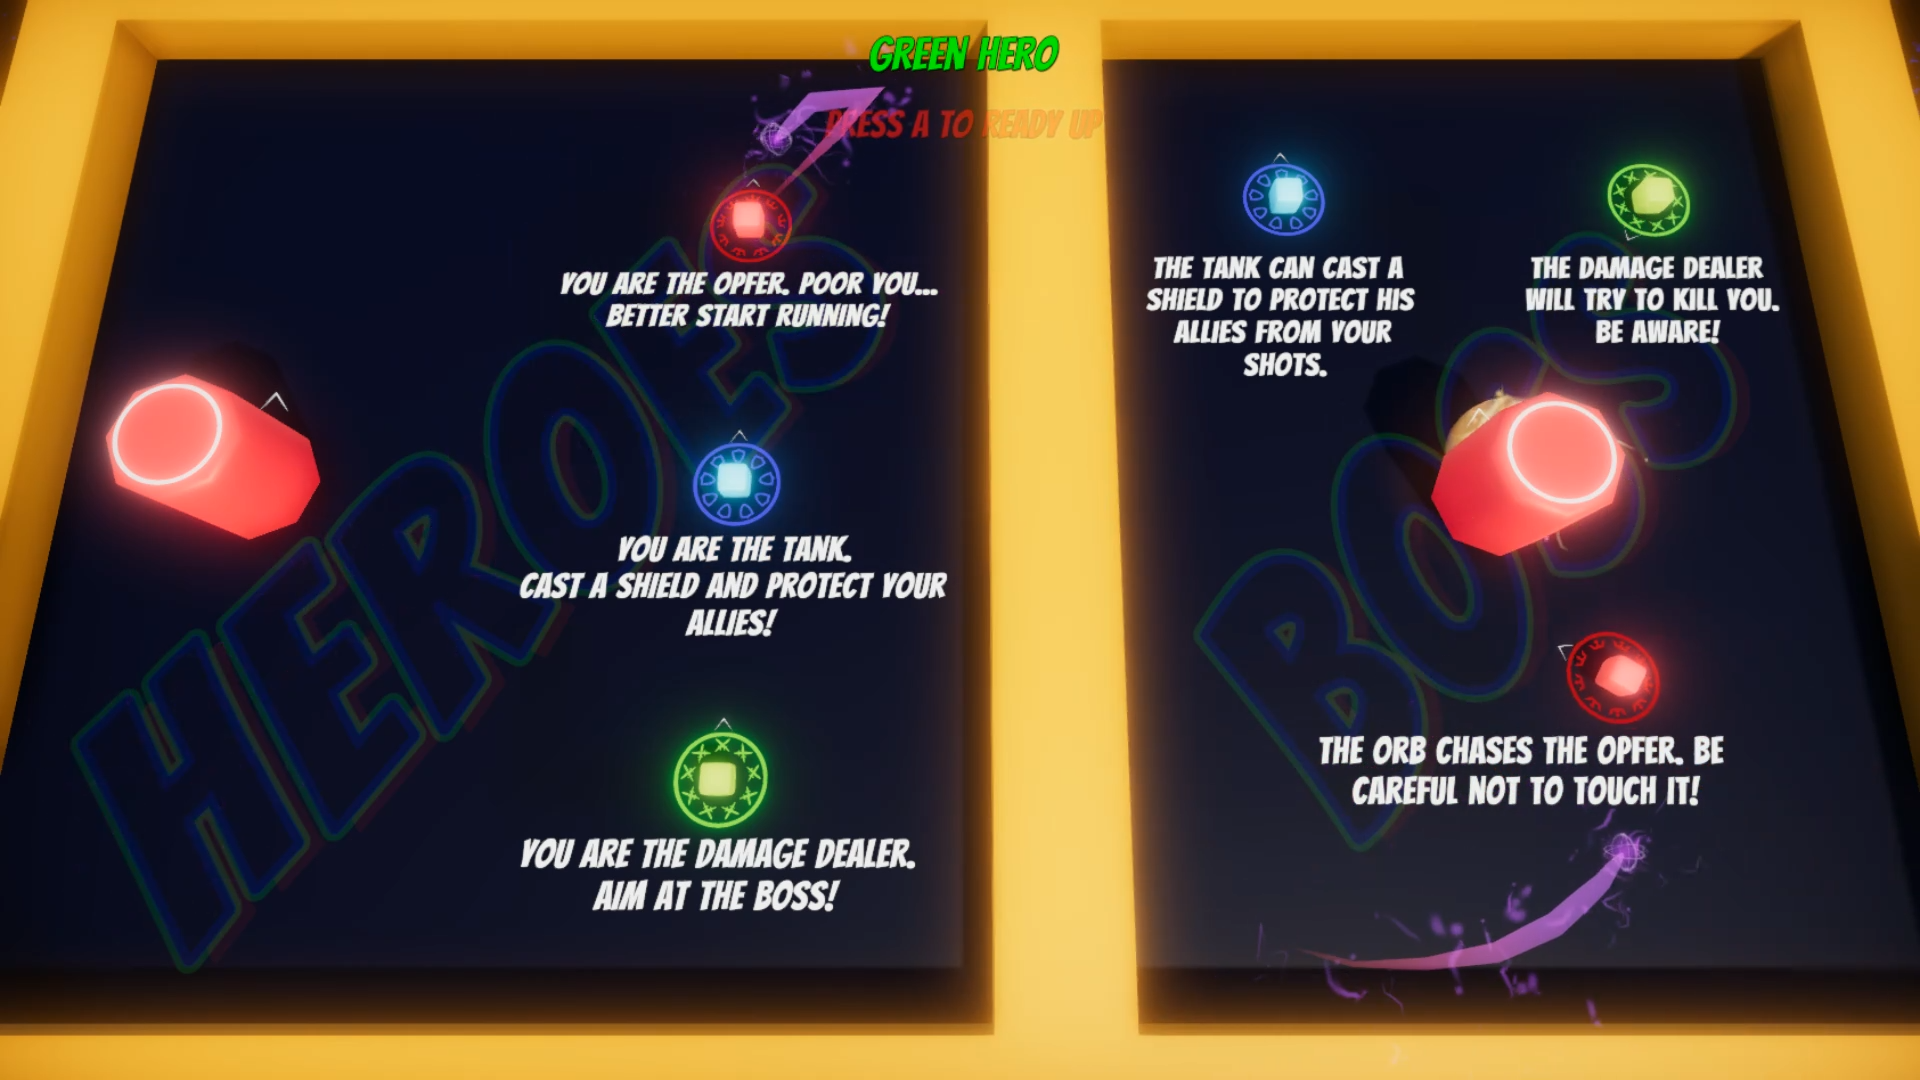 GREEN HERO
PRESS A TO READY UP
HEROES
YOU ARE THE OPFER. POOR YOU...
BETTER START RUNNING!
YOU ARE THE TANK.
CAST A SHIELD AND PROTECT YOUR
ALLIES!
YOU ARE THE DAMAGE DEALER.
AIM AT THE BOSS!
BOSS
THE TANK CAN CAST A
SHIELD TO PROTECT HIS
ALLIES FROM YOUR
SHOTS.
THE DAMAGE DEALER
WILL TRY TO KILL YOU.
BE AWARE!
THE ORB CHASES THE OPFER. BE
CAREFUL NOT TO TOUCH IT!